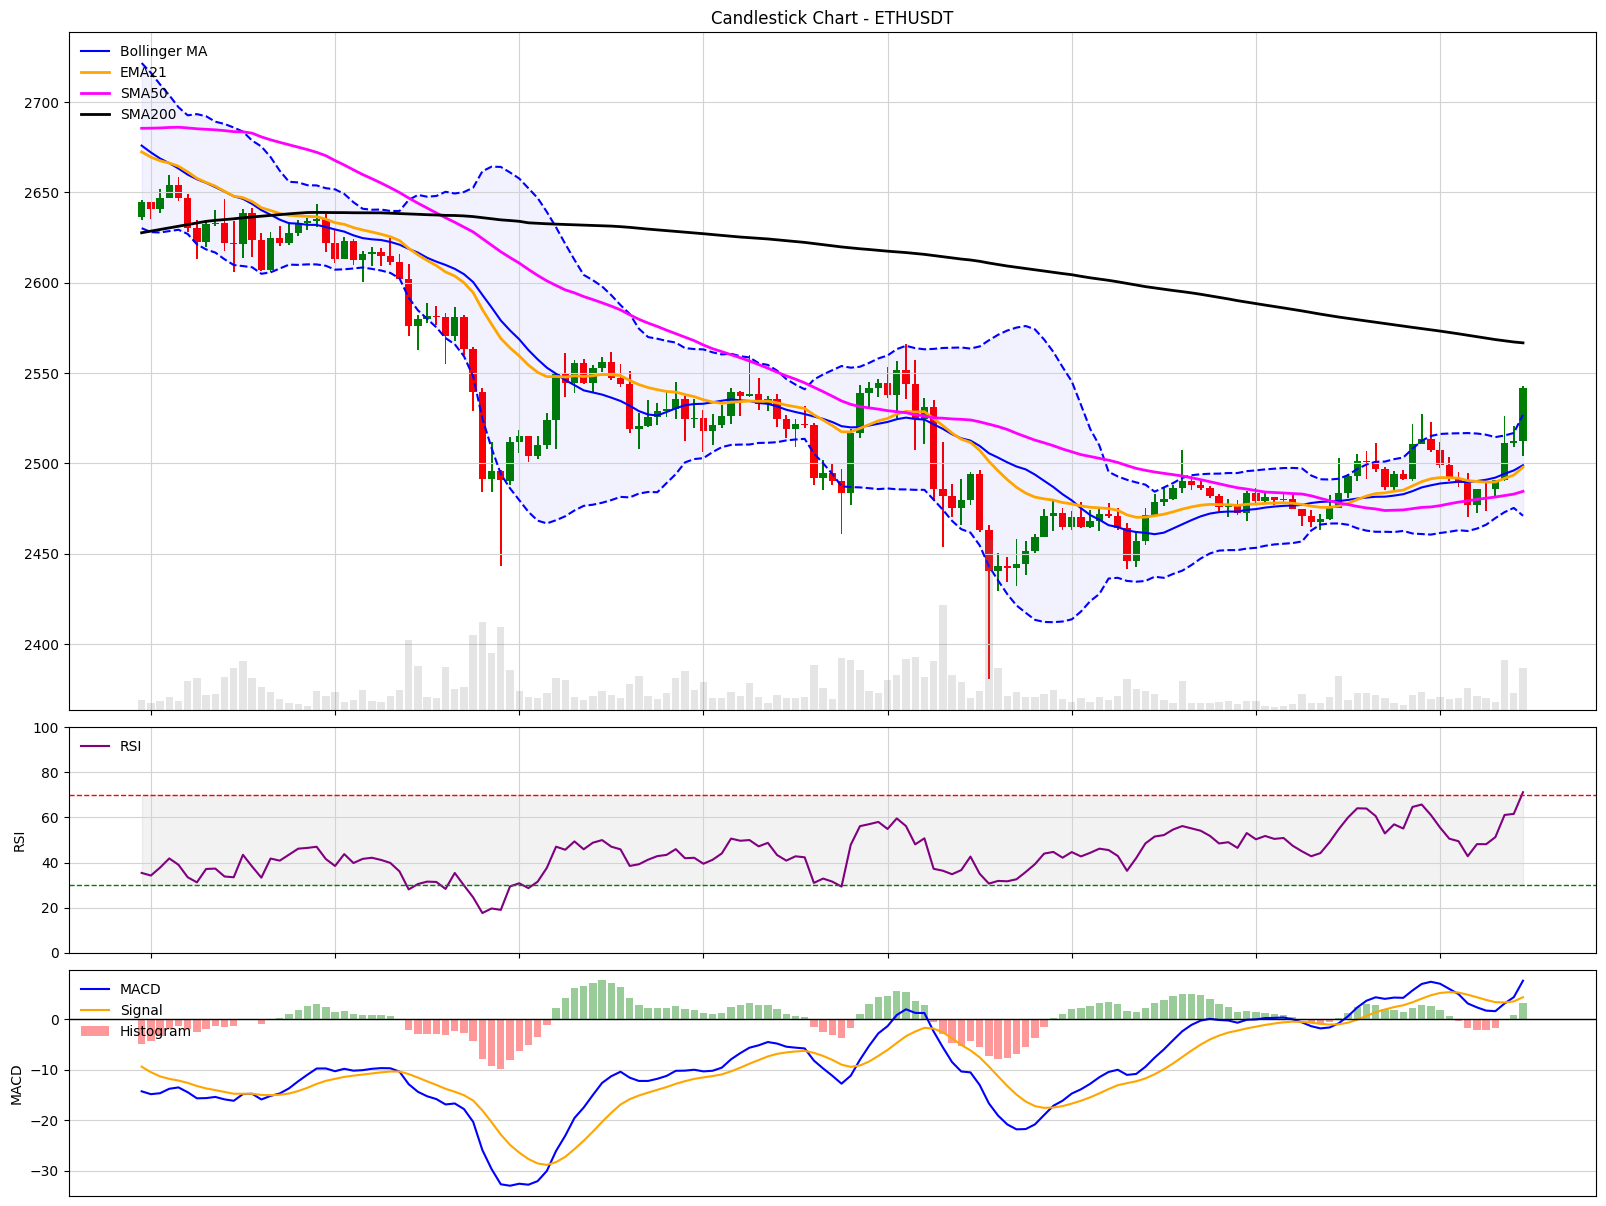 Candlestick Chart - ETHUSDT
Bollinger MA
EMA21
SMA50
SMA200
2700
2650
2600
2550
2500
2450
2400
RSI
100
80
60
40
20
0
RSI
MACD
Signal
Histogram
0
−10
−20
−30
MACD